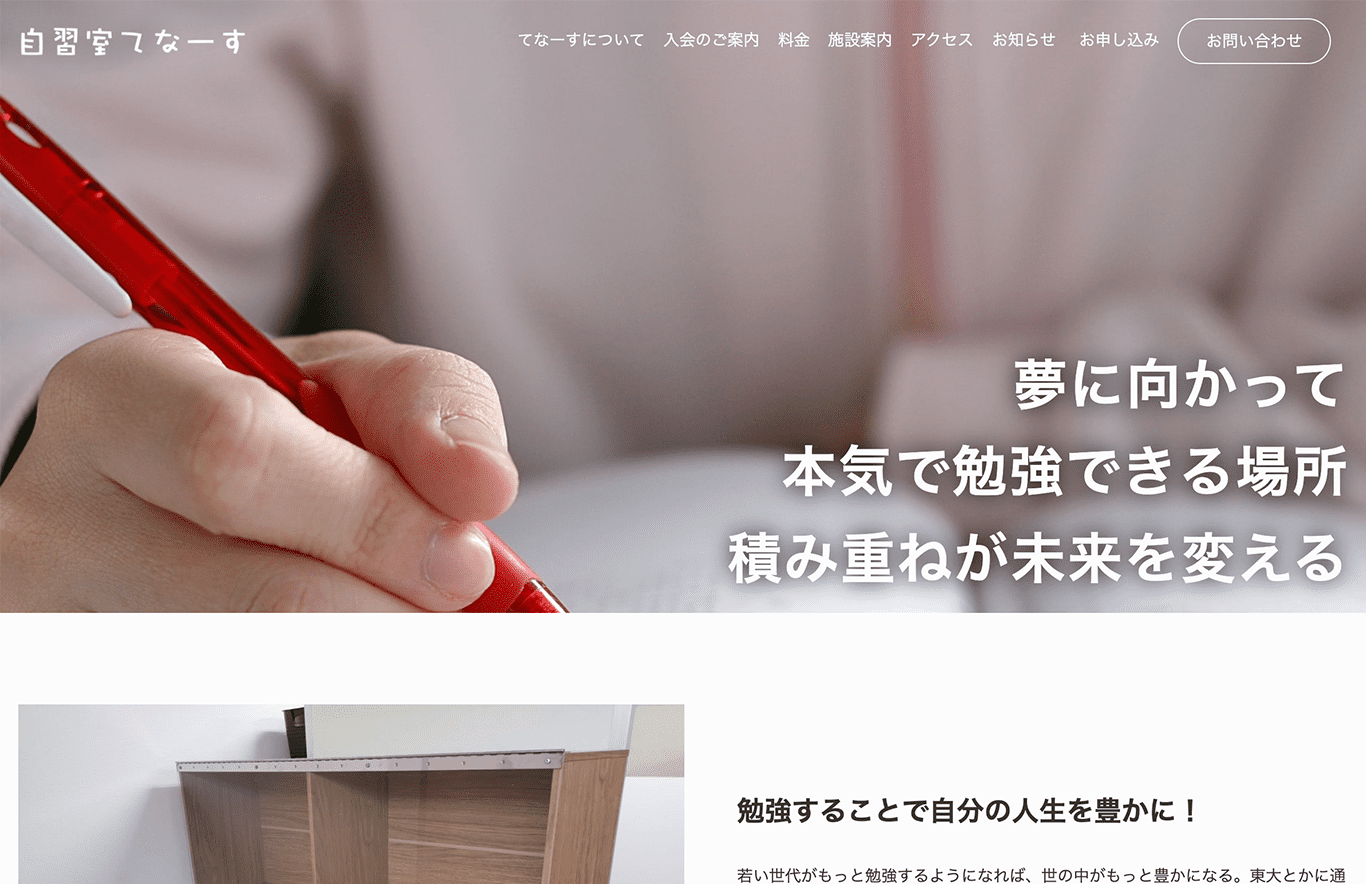 自習室てなーす
てなーすについて 入会のご案内 料金 施設案内 アクセス お知らせ お申し込み お問い合わせ
夢に向かって
本気で勉強できる場所
積み重ねが未来を変える
勉強することで自分の人生を豊かに！
若い世代がもっと勉強するようになれば、世の中がもっと豊かになる。東大とかに通